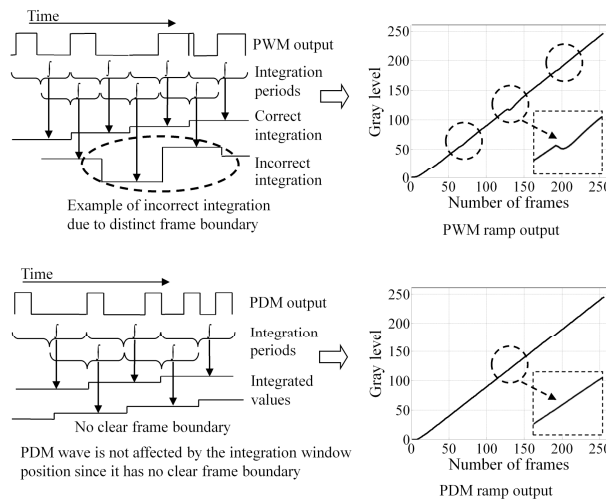 Time
PWM output
Integration
periods
Correct
integration
Incorrect
integration
Example of incorrect integration
due to distinct frame boundary
250
200
150
100
50
0
Gray level
0 50 100 150 200 250
Number of frames
PWM ramp output
Time
PDM output
Integration
periods
Integrated
values
No clear frame boundary
PDM wave is not affected by the integration window
position since it has no clear frame boundary
250
200
150
100
50
0
Gray level
0 50 100 150 200 250
Number of frames
PDM ramp output